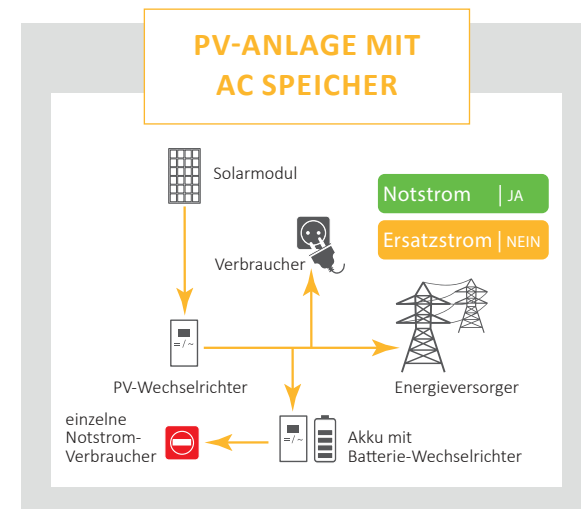 PV-ANLAGE MIT
AC SPEICHER
Solarmodul
Notstrom | JA
Ersatzstrom | NEIN
Verbraucher
=/~
PV-Wechselrichter
Energieversorger
einzelne
Notstrom-
Verbraucher
=/~
Akku mit
Batterie-Wechselrichter